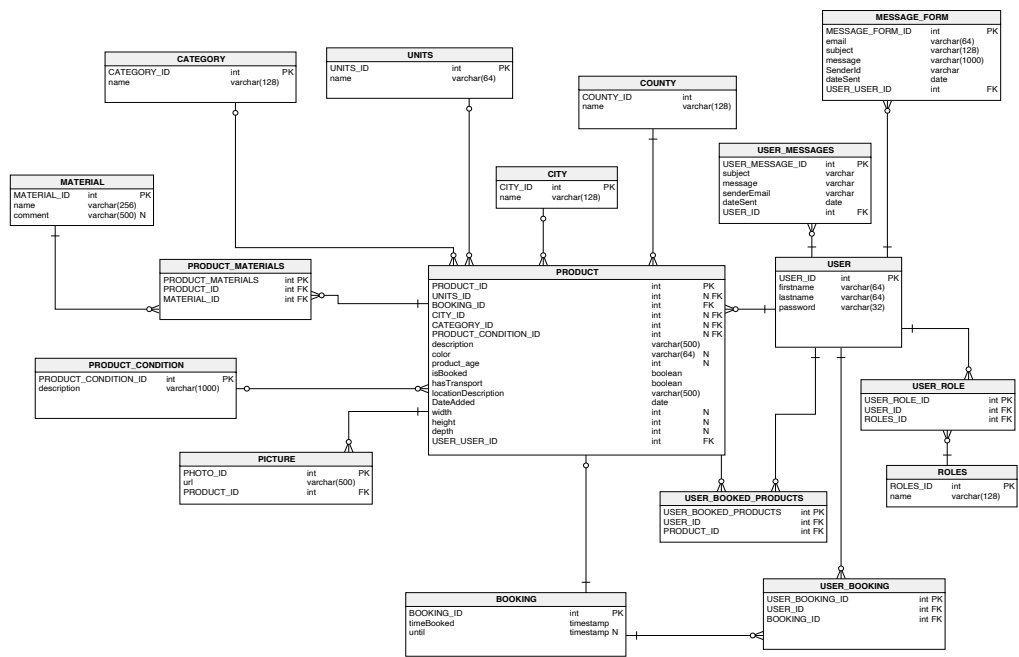 MESSAGE_FORM
MESSAGE_FORM_ID int PK
email varchar(64)
subject varchar(128)
message varchar(1000)
SenderId varchar
dateSent date
USER_USER_ID int FK
CATEGORY
CATEGORY_ID int PK
name varchar(128)
UNITS
UNITS_ID int PK
name varchar(64)
COUNTY
COUNTY_ID int
name varchar(128)
USER_MESSAGES
USER_MESSAGE_ID int PK
subject varchar
message varchar
senderEmail varchar
dateSent date
USER_ID int FK
CITY
CITY_ID int PK
name varchar(128)
MATERIAL
MATERIAL_ID int PK
name varchar(256)
comment varchar(500) N
PRODUCT_MATERIALS
PRODUCT_MATERIALS int PK
PRODUCT_ID int FK
MATERIAL_ID int FK
PRODUCT
PRODUCT_ID int PK
UNITS_ID int N FK
BOOKING_ID int FK
CITY_ID int N FK
CATEGORY_ID int N FK
PRODUCT_CONDITION_ID int N FK
description varchar(500)
color varchar(64) N
product_age int N
isBooked boolean
hasTransport boolean
locationDescription varchar(500)
DateAdded date
width int N
height int N
depth int N
USER_USER_ID int FK
USER
USER_ID int PK
firstname varchar(64)
lastname varchar(64)
password varchar(32)
PRODUCT_CONDITION
PRODUCT_CONDITION_ID int PK
description varchar(1000)
USER_ROLE
USER_ROLE_ID int PK
USER_ID int FK
ROLES_ID int FK
PICTURE
PHOTO_ID int PK
url varchar(500)
PRODUCT_ID int FK
ROLES
ROLES_ID int PK
name varchar(128)
USER_BOOKED_PRODUCTS
USER_BOOKED_PRODUCTS int PK
USER_ID int FK
PRODUCT_ID int FK
BOOKING
BOOKING_ID int PK
timeBooked timestamp
until timestamp N
USER_BOOKING
USER_BOOKING_ID int PK
USER_ID int FK
BOOKING_ID int FK